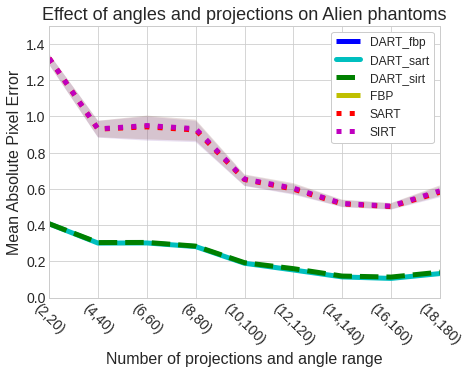 Effect of angles and projections on Alien phantoms
Mean Absolute Pixel Error
1.4
1.2
1.0
0.8
0.6
0.4
0.2
0.0
DART_fbp
DART_sart
DART_sirt
FBP
SART
SIRT
(2,20)
(4,40)
(6,60)
(8,80)
(10,100)
(12,120)
(14,140)
(16,160)
(18,180)
Number of projections and angle range